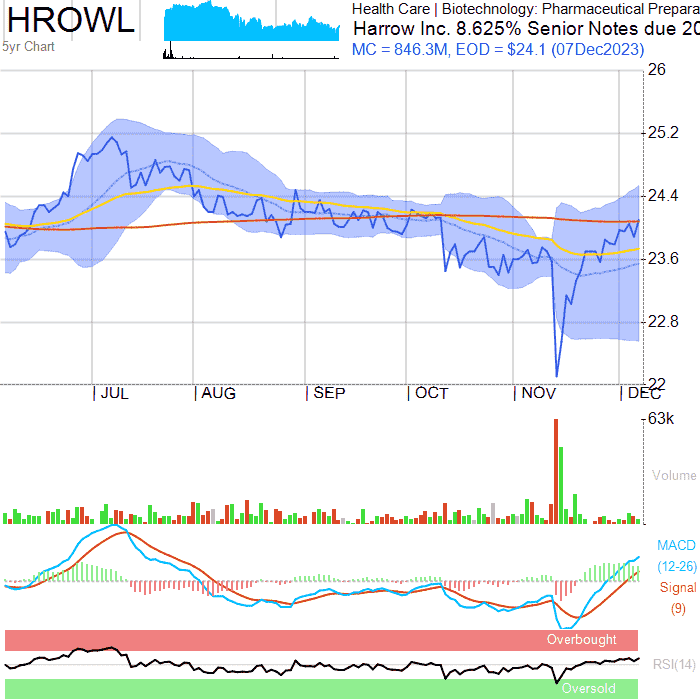 HROWL
5yr Chart
Health Care | Biotechnology: Pharmaceutical Prepara
Harrow Inc. 8.625% Senior Notes due 20
MC = 846.3M, EOD = $24.1 (07Dec2023)
26
25.2
24.4
23.6
22.8
22
JUL AUG SEP OCT NOV DEC
63k
Volume
MACD
(12-26)
Signal
(9)
Overbought
RSI(14)
Oversold